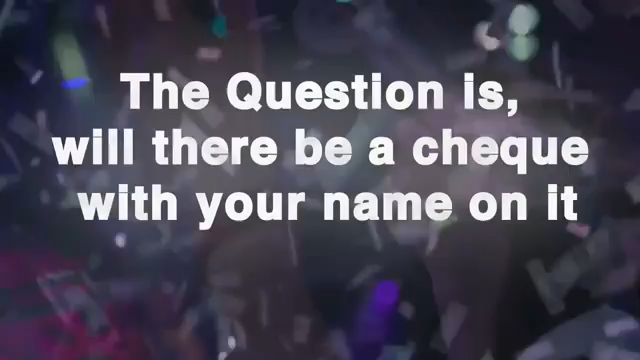 The Question is,
will there be a cheque
with your name on it